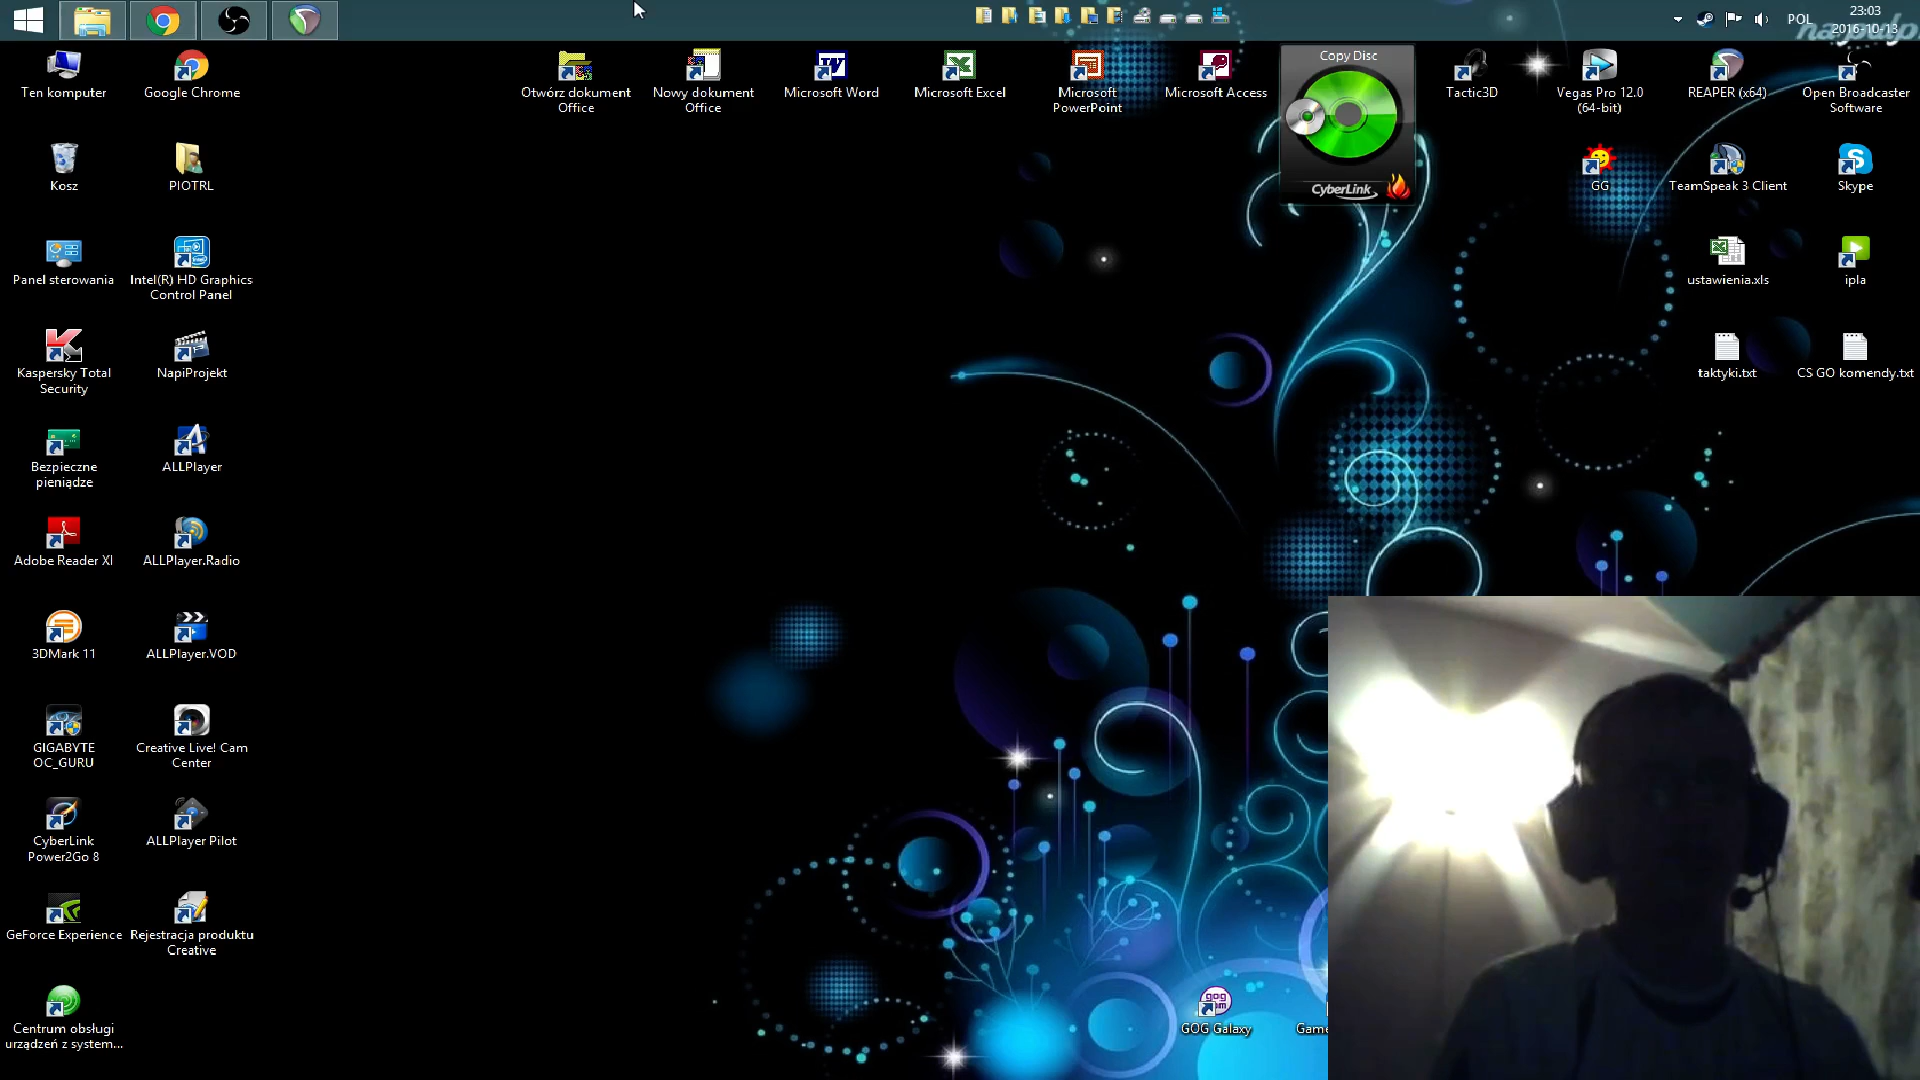 POL
23:03
2016-10-13
Ten komputer
Google Chrome
Otwórz dokument
Office
Nowy dokument
Office
Microsoft Word
Microsoft Excel
Microsoft
PowerPoint
Microsoft Access
Copy Disc
CyberLink
Tactic3D
Vegas Pro 12.0
(64-bit)
REAPER (x64)
Open Broadcaster
Software
Kosz
PIOTRL
GG
TeamSpeak 3 Client
Skype
Panel sterowania
Intel(R) HD Graphics
Control Panel
ustawienia.xls
ipla
Kaspersky Total
Security
NapiProjekt
taktyki.txt
CS GO komendy.txt
Bezpieczne
pieniądze
ALLPlayer
Adobe Reader XI
ALLPlayer.Radio
3DMark 11
ALLPlayer.VOD
GIGABYTE
OC_GURU
Creative Live! Cam
Center
CyberLink
Power2Go 8
ALLPlayer Pilot
GeForce Experience
Rejestracja produktu
Creative
Centrum obsługi
urządzeń z system...
GOG Galaxy
Game